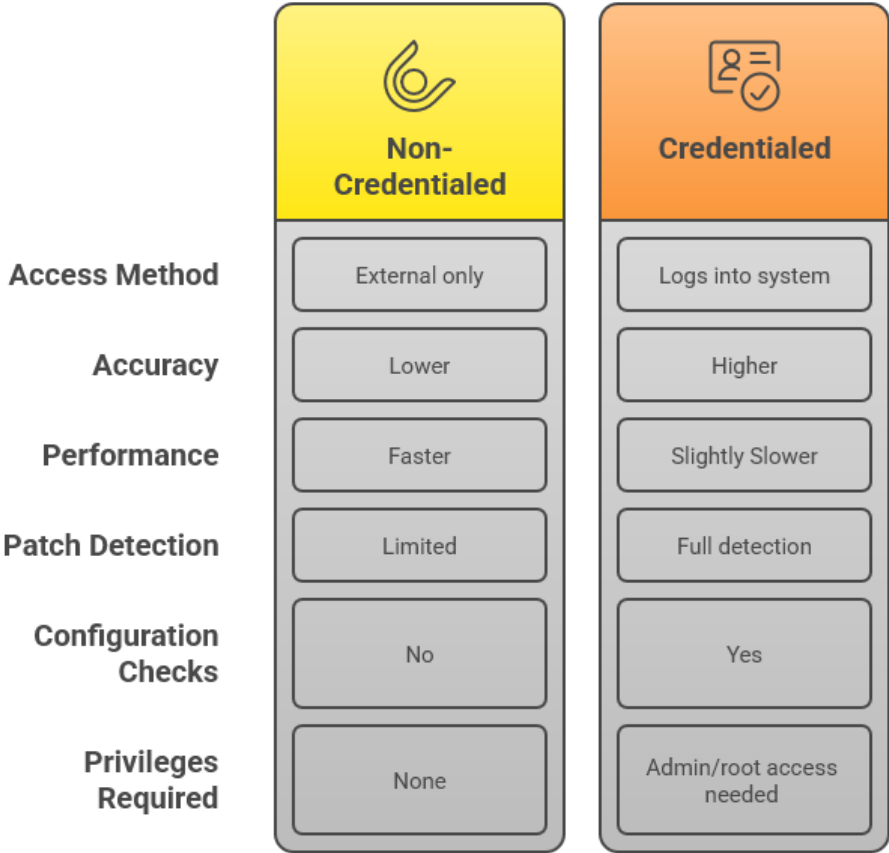 Non-
Credentialed
Credentialed
Access Method
External only
Logs into system
Accuracy
Lower
Higher
Performance
Faster
Slightly Slower
Patch Detection
Limited
Full detection
Configuration
Checks
No
Yes
Privileges
Required
None
Admin/root access
needed